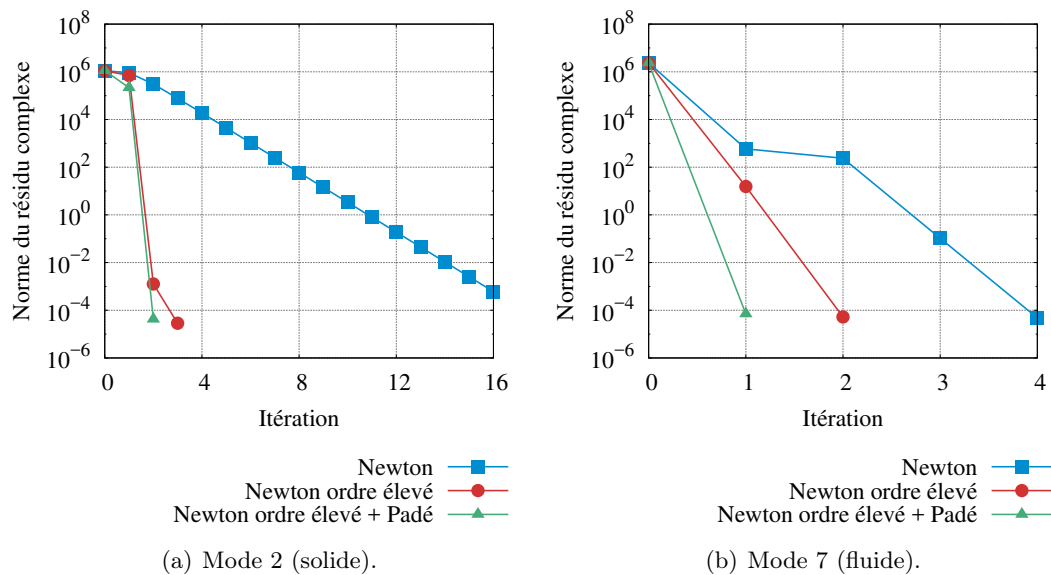 10^8
10^6
10^4
10^2
10^0
10^-2
10^-4
10^-6
Norme du résidu complexe
0 4 8 12 16
Itération
Newton
Newton ordre élevé
Newton ordre élevé + Padé
(a) Mode 2 (solide).
10^8
10^6
10^4
10^2
10^0
10^-2
10^-4
10^-6
Norme du résidu complexe
0 1 2 3 4
Itération
Newton
Newton ordre élevé
Newton ordre élevé + Padé
(b) Mode 7 (fluide).